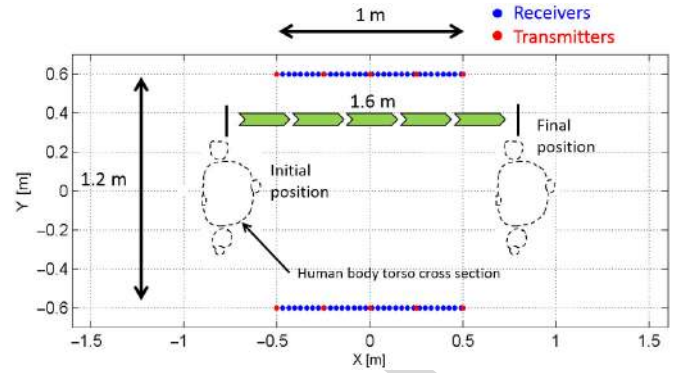 1 m
Receivers
Transmitters
0.6
0.4
0.2
0
−0.2
−0.4
−0.6
Y [m]
1.2 m
1.6 m
Initial
position
Final
position
Human body torso cross section
−1.5
−1
−0.5
0
0.5
1
1.5
X [m]